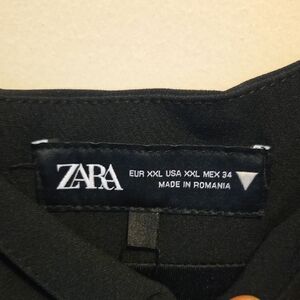 ZARA
EUR XXL USA XXL MEX 34
MADE IN ROMANIA